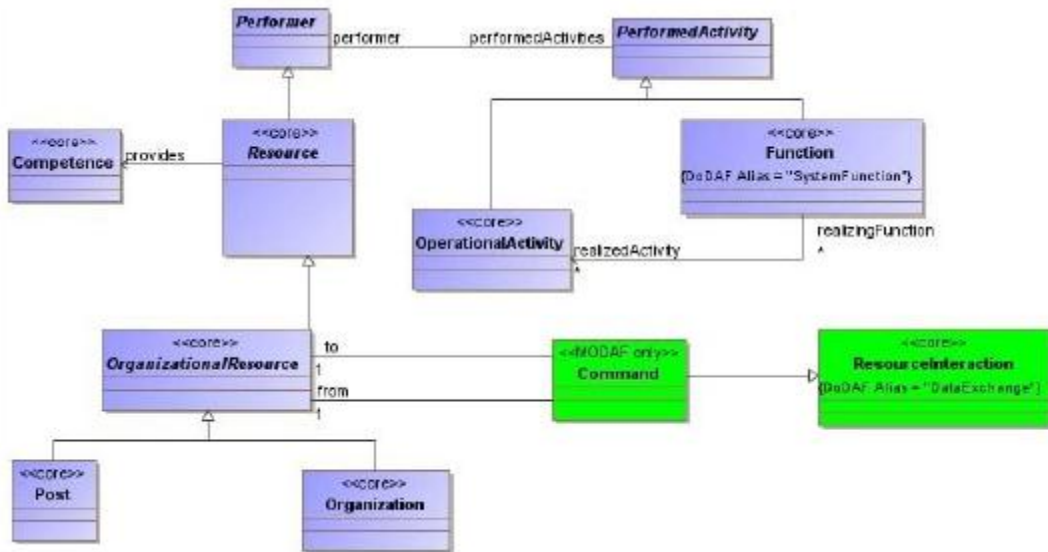 Performer
performer
performedActivities
PerformedActivity
<<core>>
Competence
provides
<<core>>
Resource
<<core>>
Function
{DoDAF Alias = "SystemFunction"}
<<core>>
OperationalActivity
realizedActivity
*
realizingFunction
*
<<core>>
OrganizationalResource
to
1
from
1
<<MODAF only>>
Command
<<core>>
ResourceInteraction
{DoDAF Alias = "DataExchange"}
<<core>>
Post
<<core>>
Organization